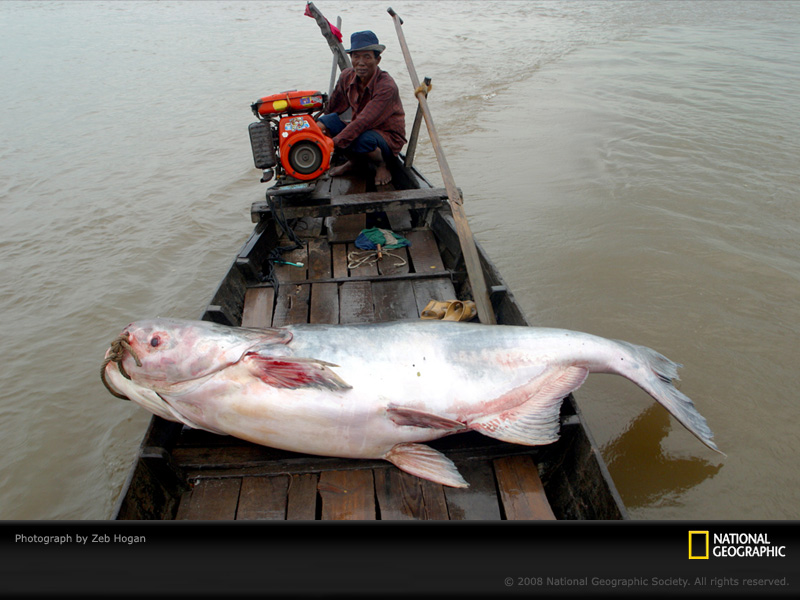 Photograph by Zeb Hogan
NATIONAL
GEOGRAPHIC
© 2008 National Geographic Society. All rights reserved.